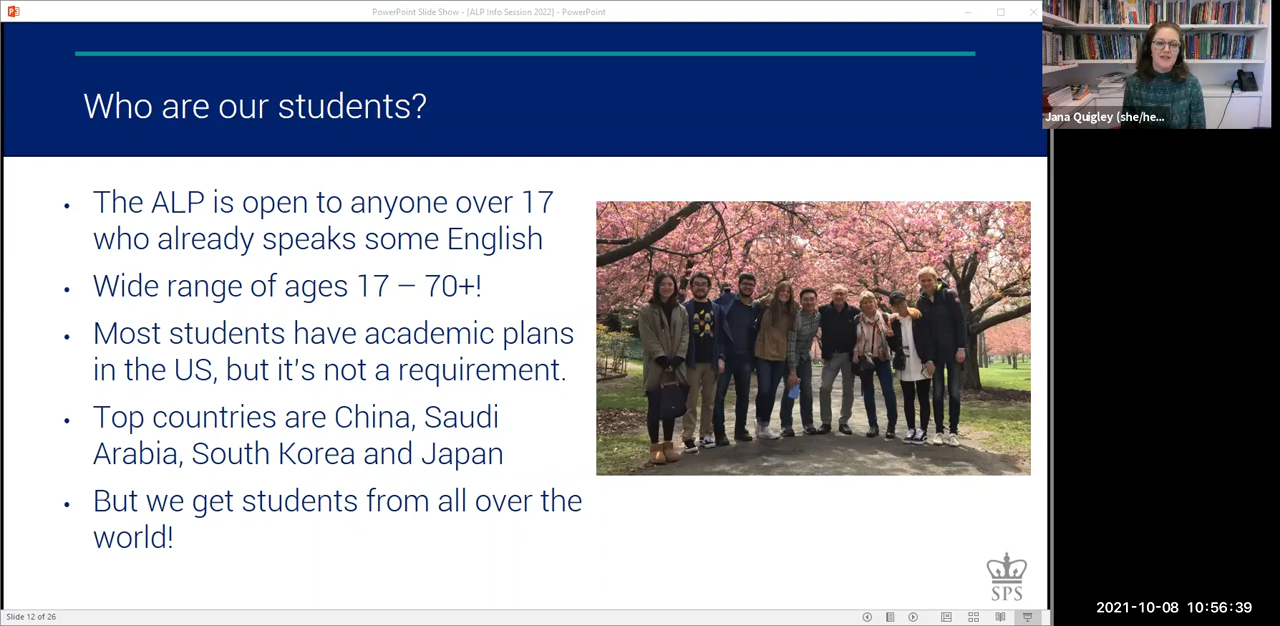 PowerPoint Slide Show - [ALP Info Session 2022] - PowerPoint
Who are our students?
• The ALP is open to anyone over 17
who already speaks some English
• Wide range of ages 17 – 70+!
• Most students have academic plans
in the US, but it's not a requirement.
• Top countries are China, Saudi
Arabia, South Korea and Japan
• But we get students from all over the
world!
SPS
Slide 12 of 26
Jana Quigley (she/he...
2021-10-08 10:56:39